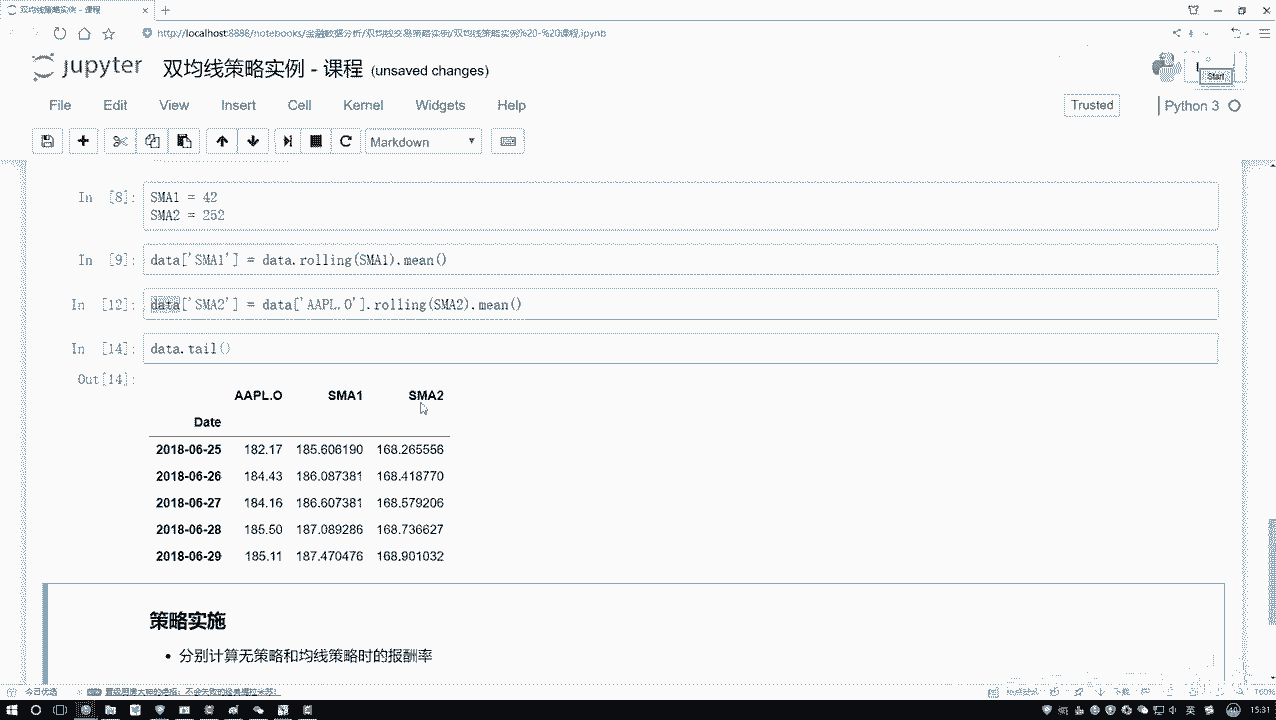 双均线策略实例 - 课程
http://localhost:8888/notebooks/金融数据分析/双均线交易策略实例/双均线策略实例%20-%20课程.ipynb
jupyter 双均线策略实例 - 课程 (unsaved changes)
Start
File Edit View Insert Cell Kernel Widgets Help
Trusted
Python 3
Markdown
In [8]:
SMA1 = 42
SMA2 = 252
In [9]: data['SMA1'] = data.rolling(SMA1).mean()
In [12]: data['SMA2'] = data['AAPL.O'].rolling(SMA2).mean()
In [14]: data.tail()
Out[14]:
AAPL.O SMA1 SMA2
Date
2018-06-25 182.17 185.606190 168.265556
2018-06-26 184.43 186.087381 168.418770
2018-06-27 184.16 186.607381 168.579206
2018-06-28 185.50 187.089286 168.736627
2018-06-29 185.11 187.470476 168.901032
策略实施
• 分别计算无策略和均线策略时的报酬率
今日优选
下载
160%
英
15:31